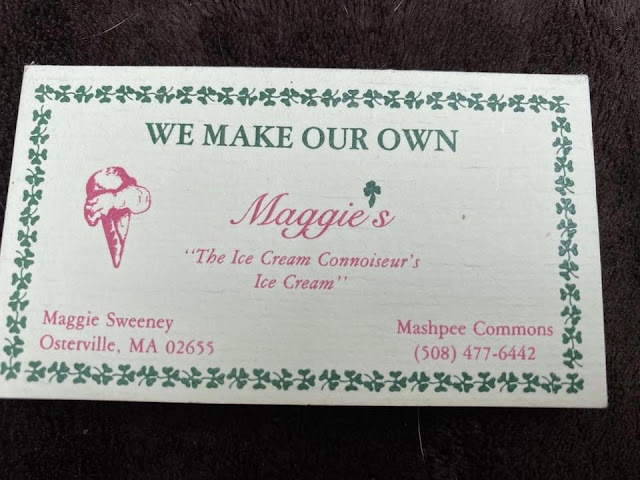 WE MAKE OUR OWN
Maggie's
"The Ice Cream Connoiseur's
Ice Cream"
Maggie Sweeney
Osterville, MA 02655
Mashpee Commons
(508) 477-6442